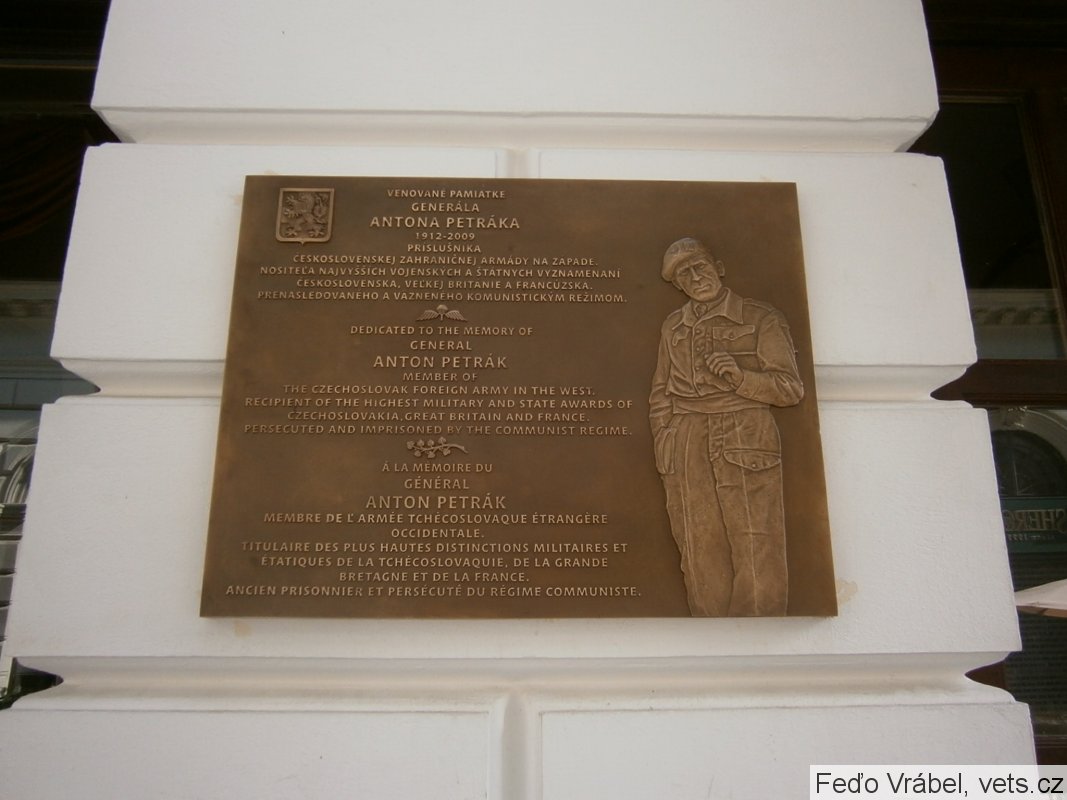 VENOVANÉ PAMIATKE
GENERÁLA
ANTONA PETRÁKA
1912-2009
PRÍSLUŠNÍKA
ČESKOSLOVENSKEJ ZAHRANIČNEJ ARMÁDY NA ZÁPADE.
NOSITEĽA NAJVYŠŠÍCH VOJENSKÝCH A ŠTÁTNYCH VYZNAMENANÍ
ČESKOSLOVENSKA, VEĽKEJ BRITÁNIE A FRANCÚZSKA.
PRENASLEDOVANÉHO A VÄZNENÉHO KOMUNISTICKÝM REŽIMOM.
DEDICATED TO THE MEMORY OF
GENERAL
ANTON PETRÁK
MEMBER OF
THE CZECHOSLOVAK FOREIGN ARMY IN THE WEST.
RECIPIENT OF THE HIGHEST MILITARY AND STATE AWARDS OF
CZECHOSLOVAKIA, GREAT BRITAIN AND FRANCE.
PERSECUTED AND IMPRISONED BY THE COMMUNIST REGIME.
À LA MÉMOIRE DU
GÉNÉRAL
ANTON PETRÁK
MEMBRE DE L' ARMÉE TCHÉCOSLOVAQUE ÉTRANGÈRE
OCCIDENTALE.
TITULAIRE DES PLUS HAUTES DISTINCTIONS MILITAIRES ET
ÉTATIQUES DE LA TCHÉCOSLOVAQUIE, DE LA GRANDE
BRETAGNE ET DE LA FRANCE.
ANCIEN PRISONNIER ET PERSÉCUTÉ DU RÉGIME COMMUNISTE.
Feďo Vrábel, vets.cz